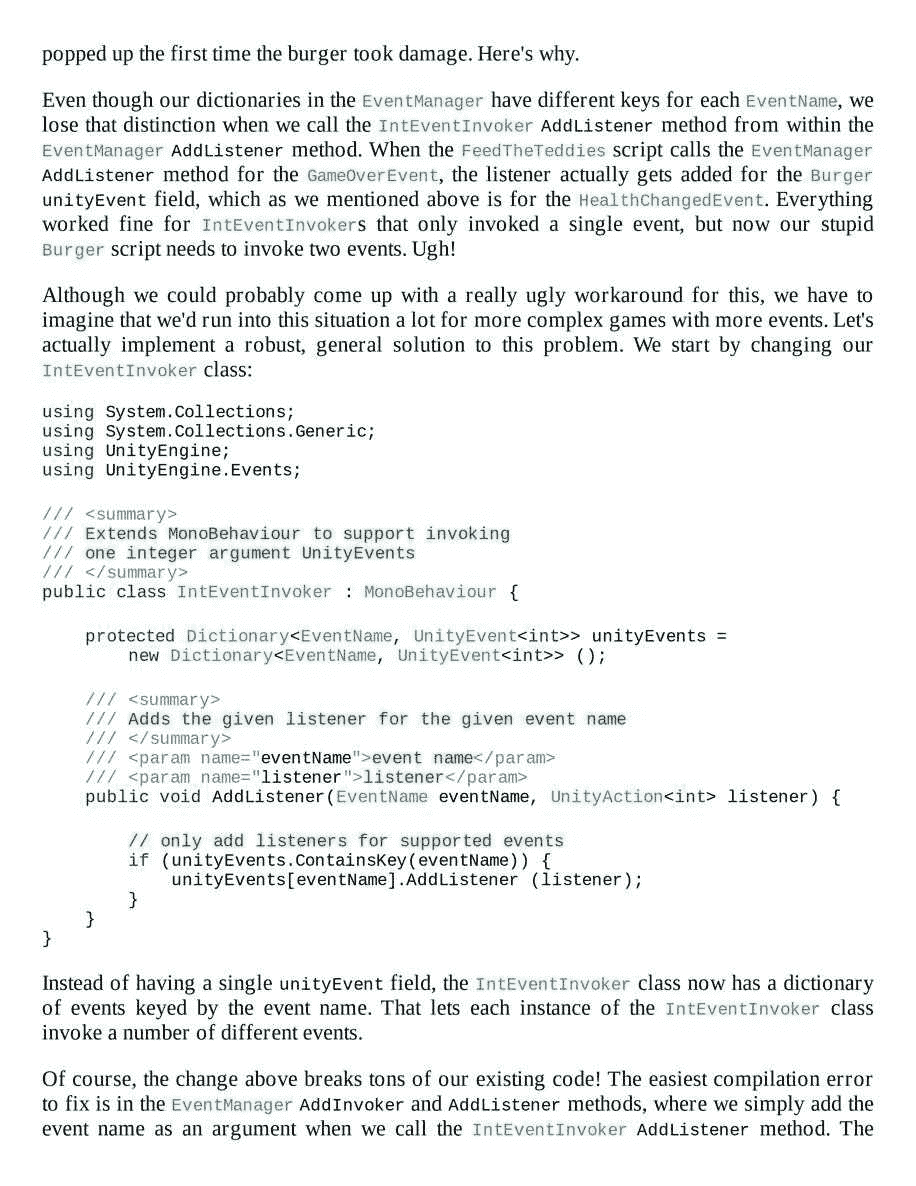 popped up the first time the burger took damage. Here's why.
Even though our dictionaries in the EventManager have different keys for each EventName, we
lose that distinction when we call the IntEventInvoker AddListener method from within the
EventManager AddListener method. When the FeedTheTeddies script calls the EventManager
AddListener method for the GameOverEvent, the listener actually gets added for the Burger
unityEvent field, which as we mentioned above is for the HealthChangedEvent. Everything
worked fine for IntEventInvokers that only invoked a single event, but now our stupid
Burger script needs to invoke two events. Ugh!
Although we could probably come up with a really ugly workaround for this, we have to
imagine that we'd run into this situation a lot for more complex games with more events. Let's
actually implement a robust, general solution to this problem. We start by changing our
IntEventInvoker class:
using System.Collections;
using System.Collections.Generic;
using UnityEngine;
using UnityEngine.Events;
/// <summary>
/// Extends MonoBehaviour to support invoking
/// one integer argument UnityEvents
/// </summary>
public class IntEventInvoker : MonoBehaviour {
protected Dictionary<EventName, UnityEvent<int>> unityEvents =
new Dictionary<EventName, UnityEvent<int>> ();
/// <summary>
/// Adds the given listener for the given event name
/// </summary>
/// <param name="eventName">event name</param>
/// <param name="listener">listener</param>
public void AddListener(EventName eventName, UnityAction<int> listener) {
// only add listeners for supported events
if (unityEvents.ContainsKey(eventName)) {
unityEvents[eventName].AddListener (listener);
}
}
}
Instead of having a single unityEvent field, the IntEventInvoker class now has a dictionary
of events keyed by the event name. That lets each instance of the IntEventInvoker class
invoke a number of different events.
Of course, the change above breaks tons of our existing code! The easiest compilation error
to fix is in the EventManager AddInvoker and AddListener methods, where we simply add the
event name as an argument when we call the IntEventInvoker AddListener method. The